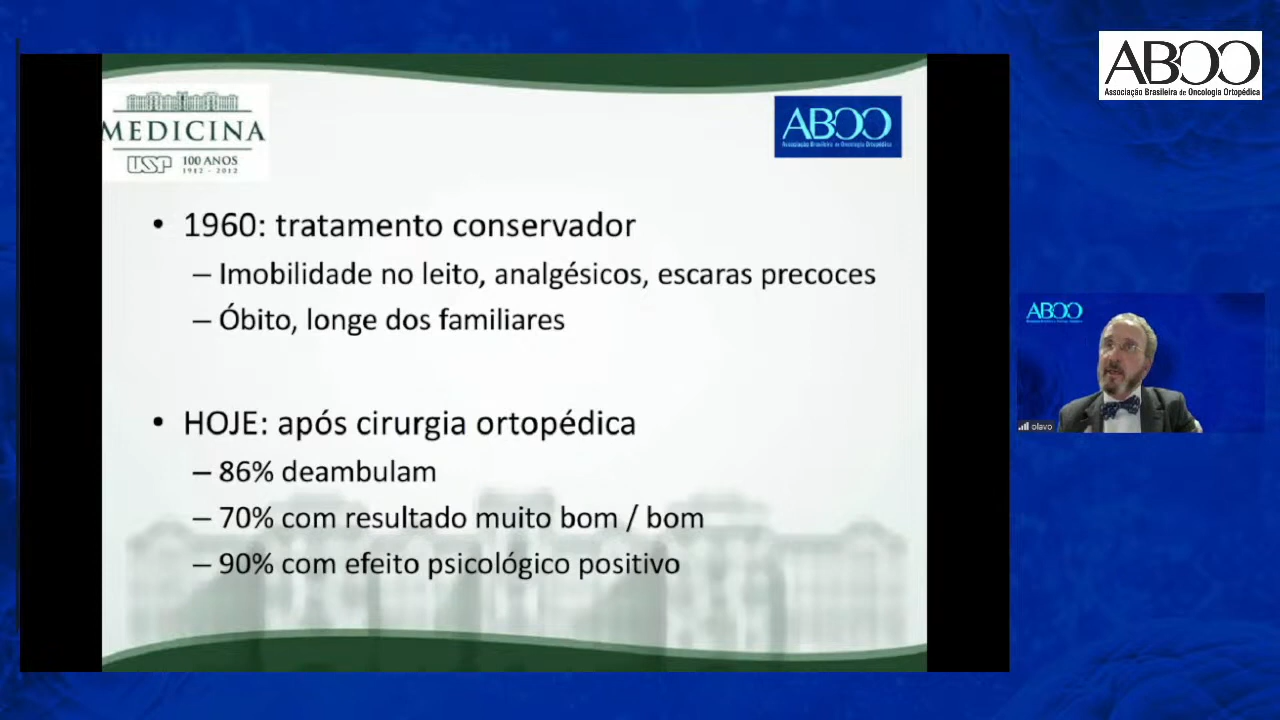 ABOO
Associação Brasileira de Oncologia Ortopédica
MEDICINA
USP 100 ANOS
1912 - 2012
ABOO
Associação Brasileira de Oncologia Ortopédica
• 1960: tratamento conservador
– Imobilidade no leito, analgésicos, escaras precoces
– Óbito, longe dos familiares
• HOJE: após cirurgia ortopédica
– 86% deambulam
– 70% com resultado muito bom / bom
– 90% com efeito psicológico positivo
ABOO
olavo